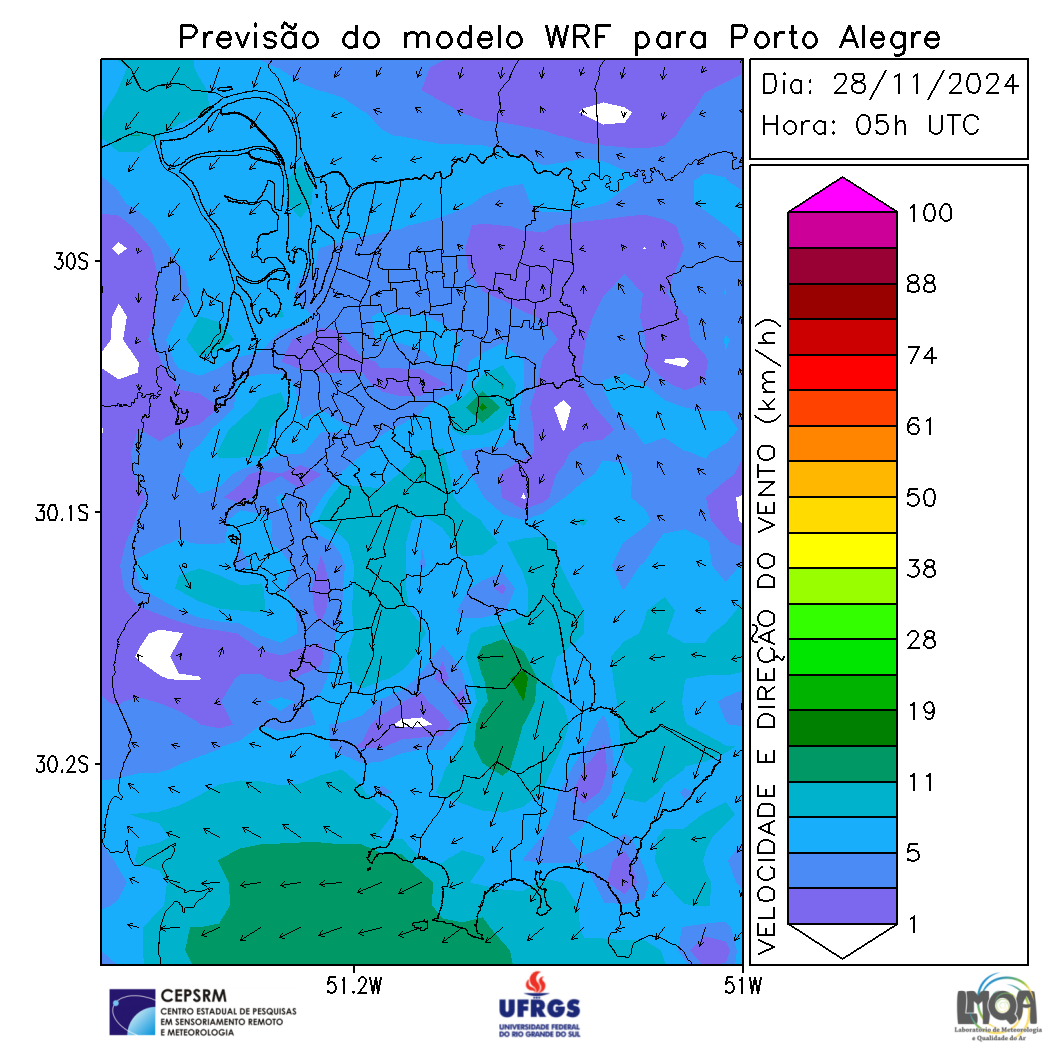 Previsão do modelo WRF para Porto Alegre
Dia: 28/11/2024
Hora: 05h UTC
30S
30.1S
30.2S
51.2W
51W
VELOCIDADE E DIREÇÃO DO VENTO (km/h)
100
88
74
61
50
38
28
19
11
5
1
CEPSRM
CENTRO ESTADUAL DE PESQUISAS
EM SENSORIAMENTO REMOTO
E METEOROLOGIA
UFRGS
UNIVERSIDADE FEDERAL
DO RIO GRANDE DO SUL
LMQA
Laboratório de Meteorologia
e Qualidade do Ar